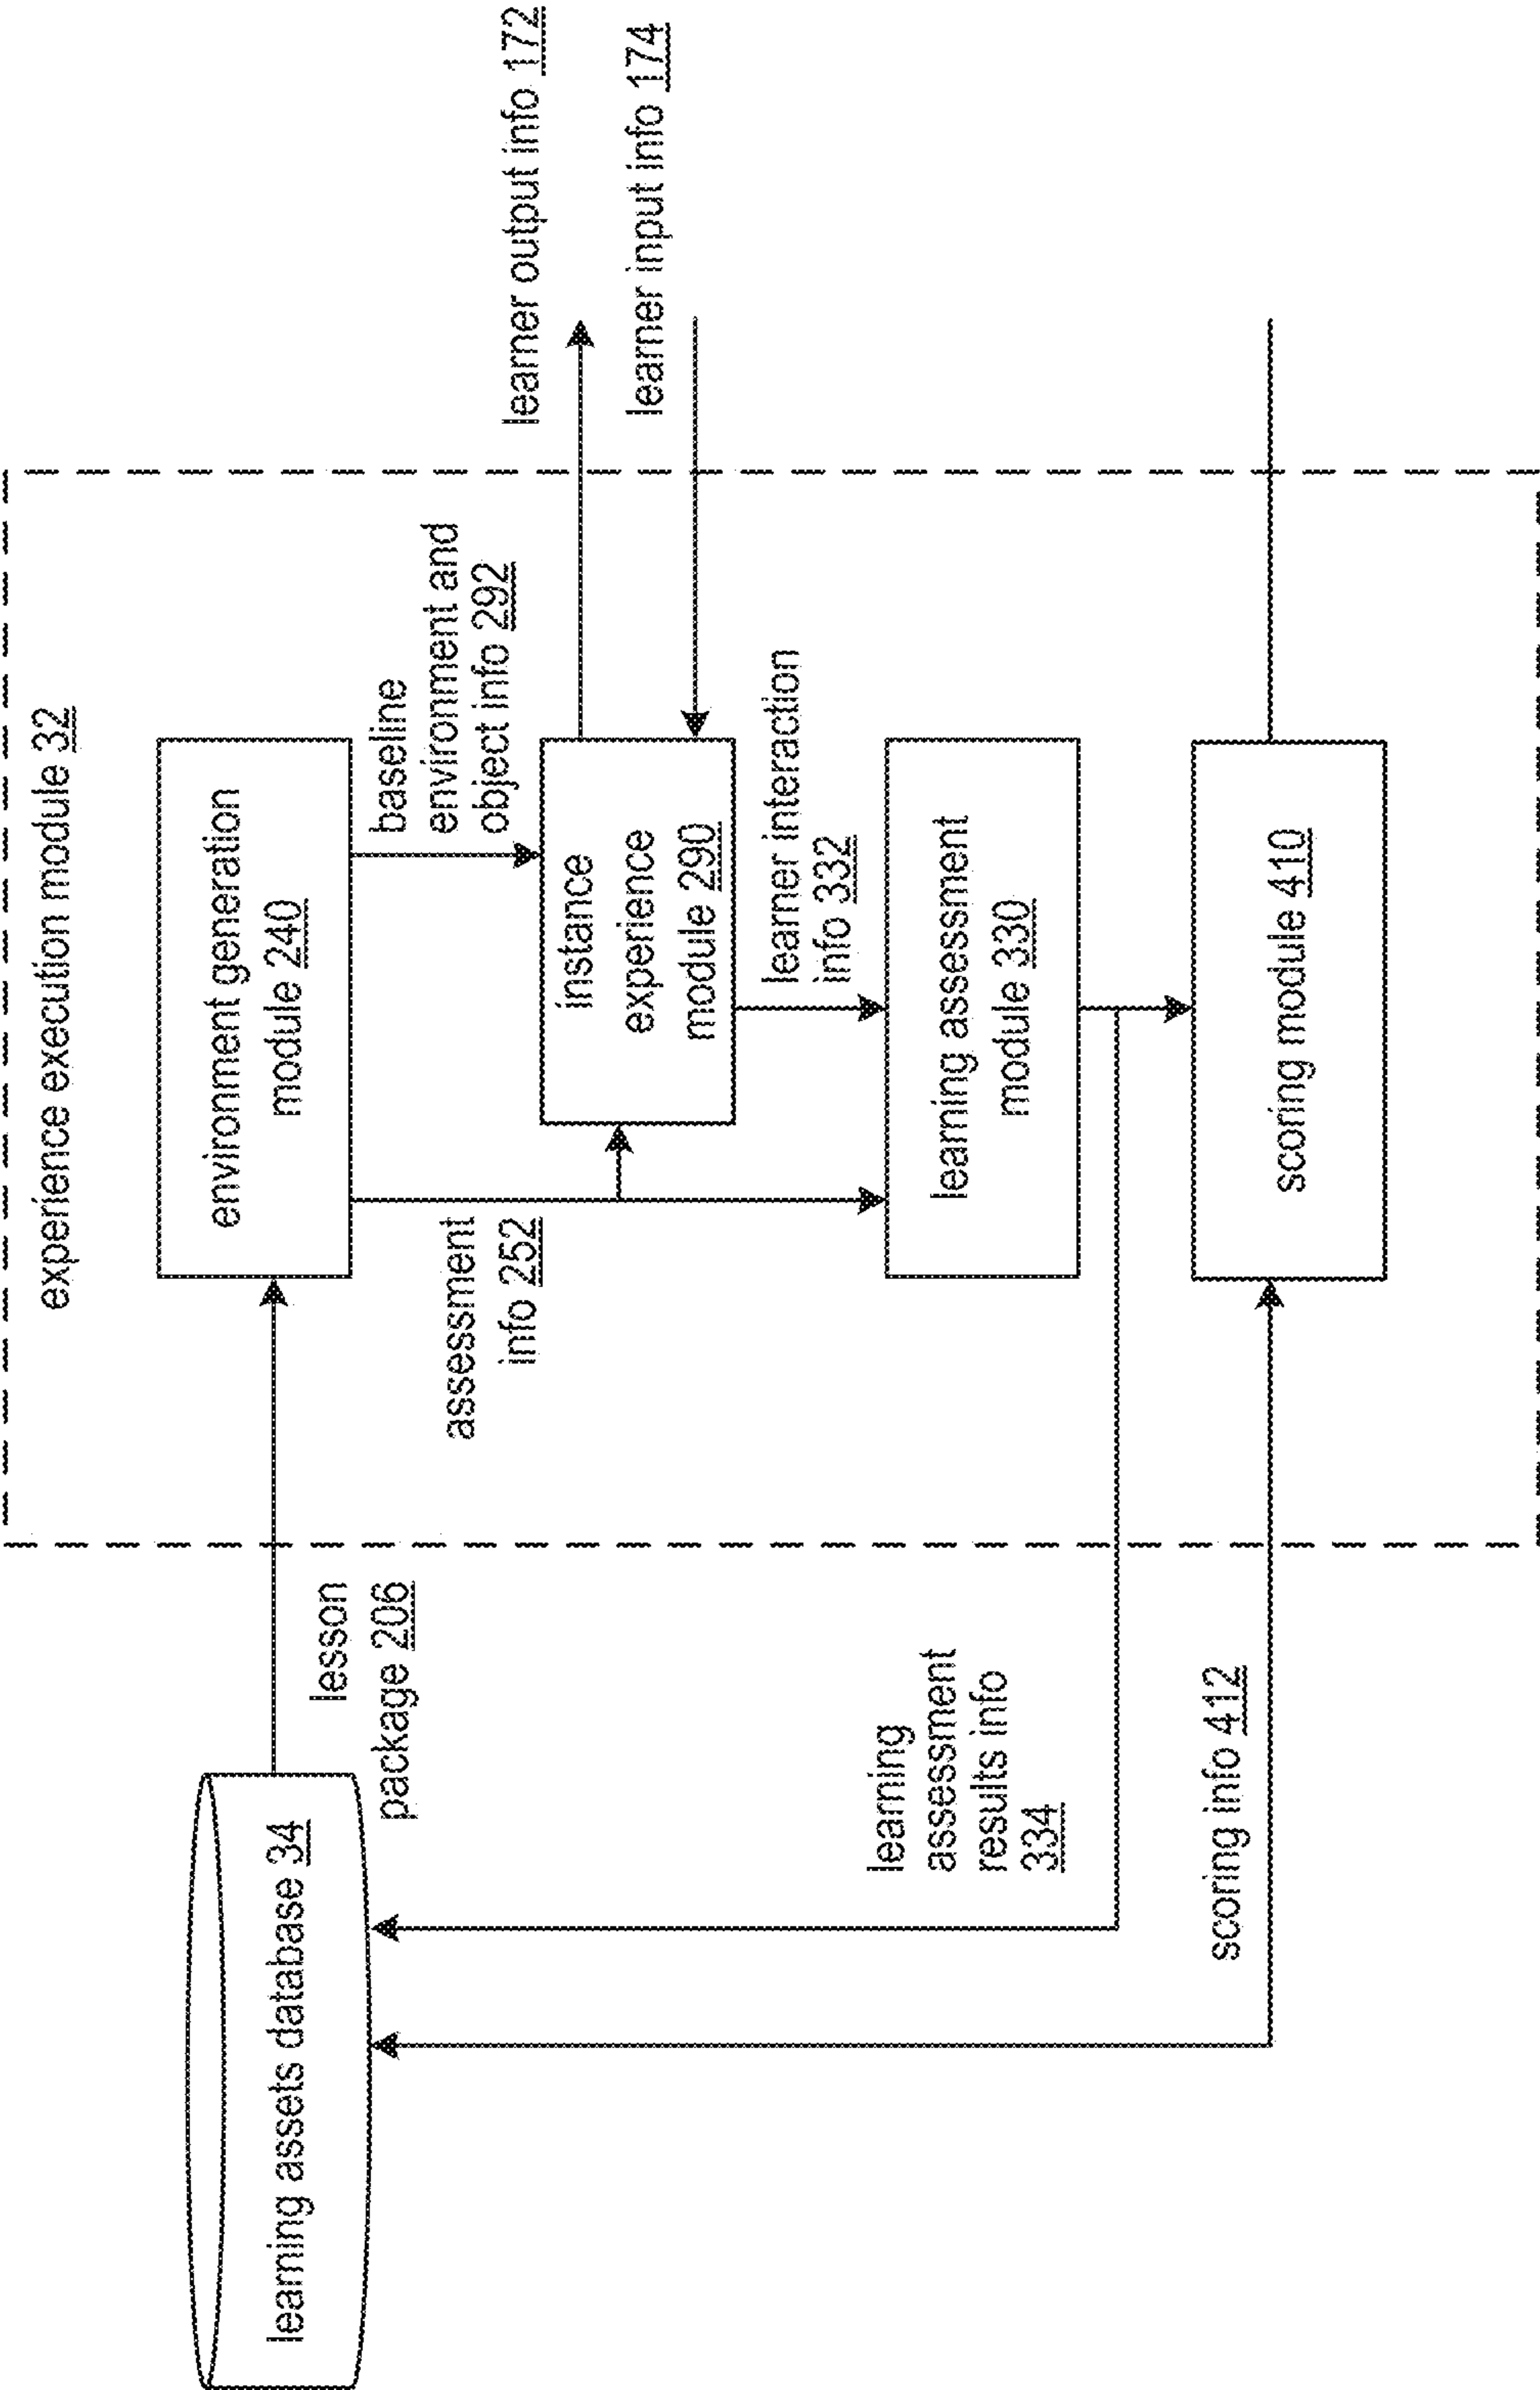 experience execution module 32
learning assets database 34
lesson
package 206
environment generation
module 240
assessment
info 252
baseline
environment and
object info 292
instance
experience
module 290
learner output info 172
learner input info 174
learner interaction
info 332
learning
assessment
results info
334
learning assessment
module 330
scoring info 412
scoring module 410